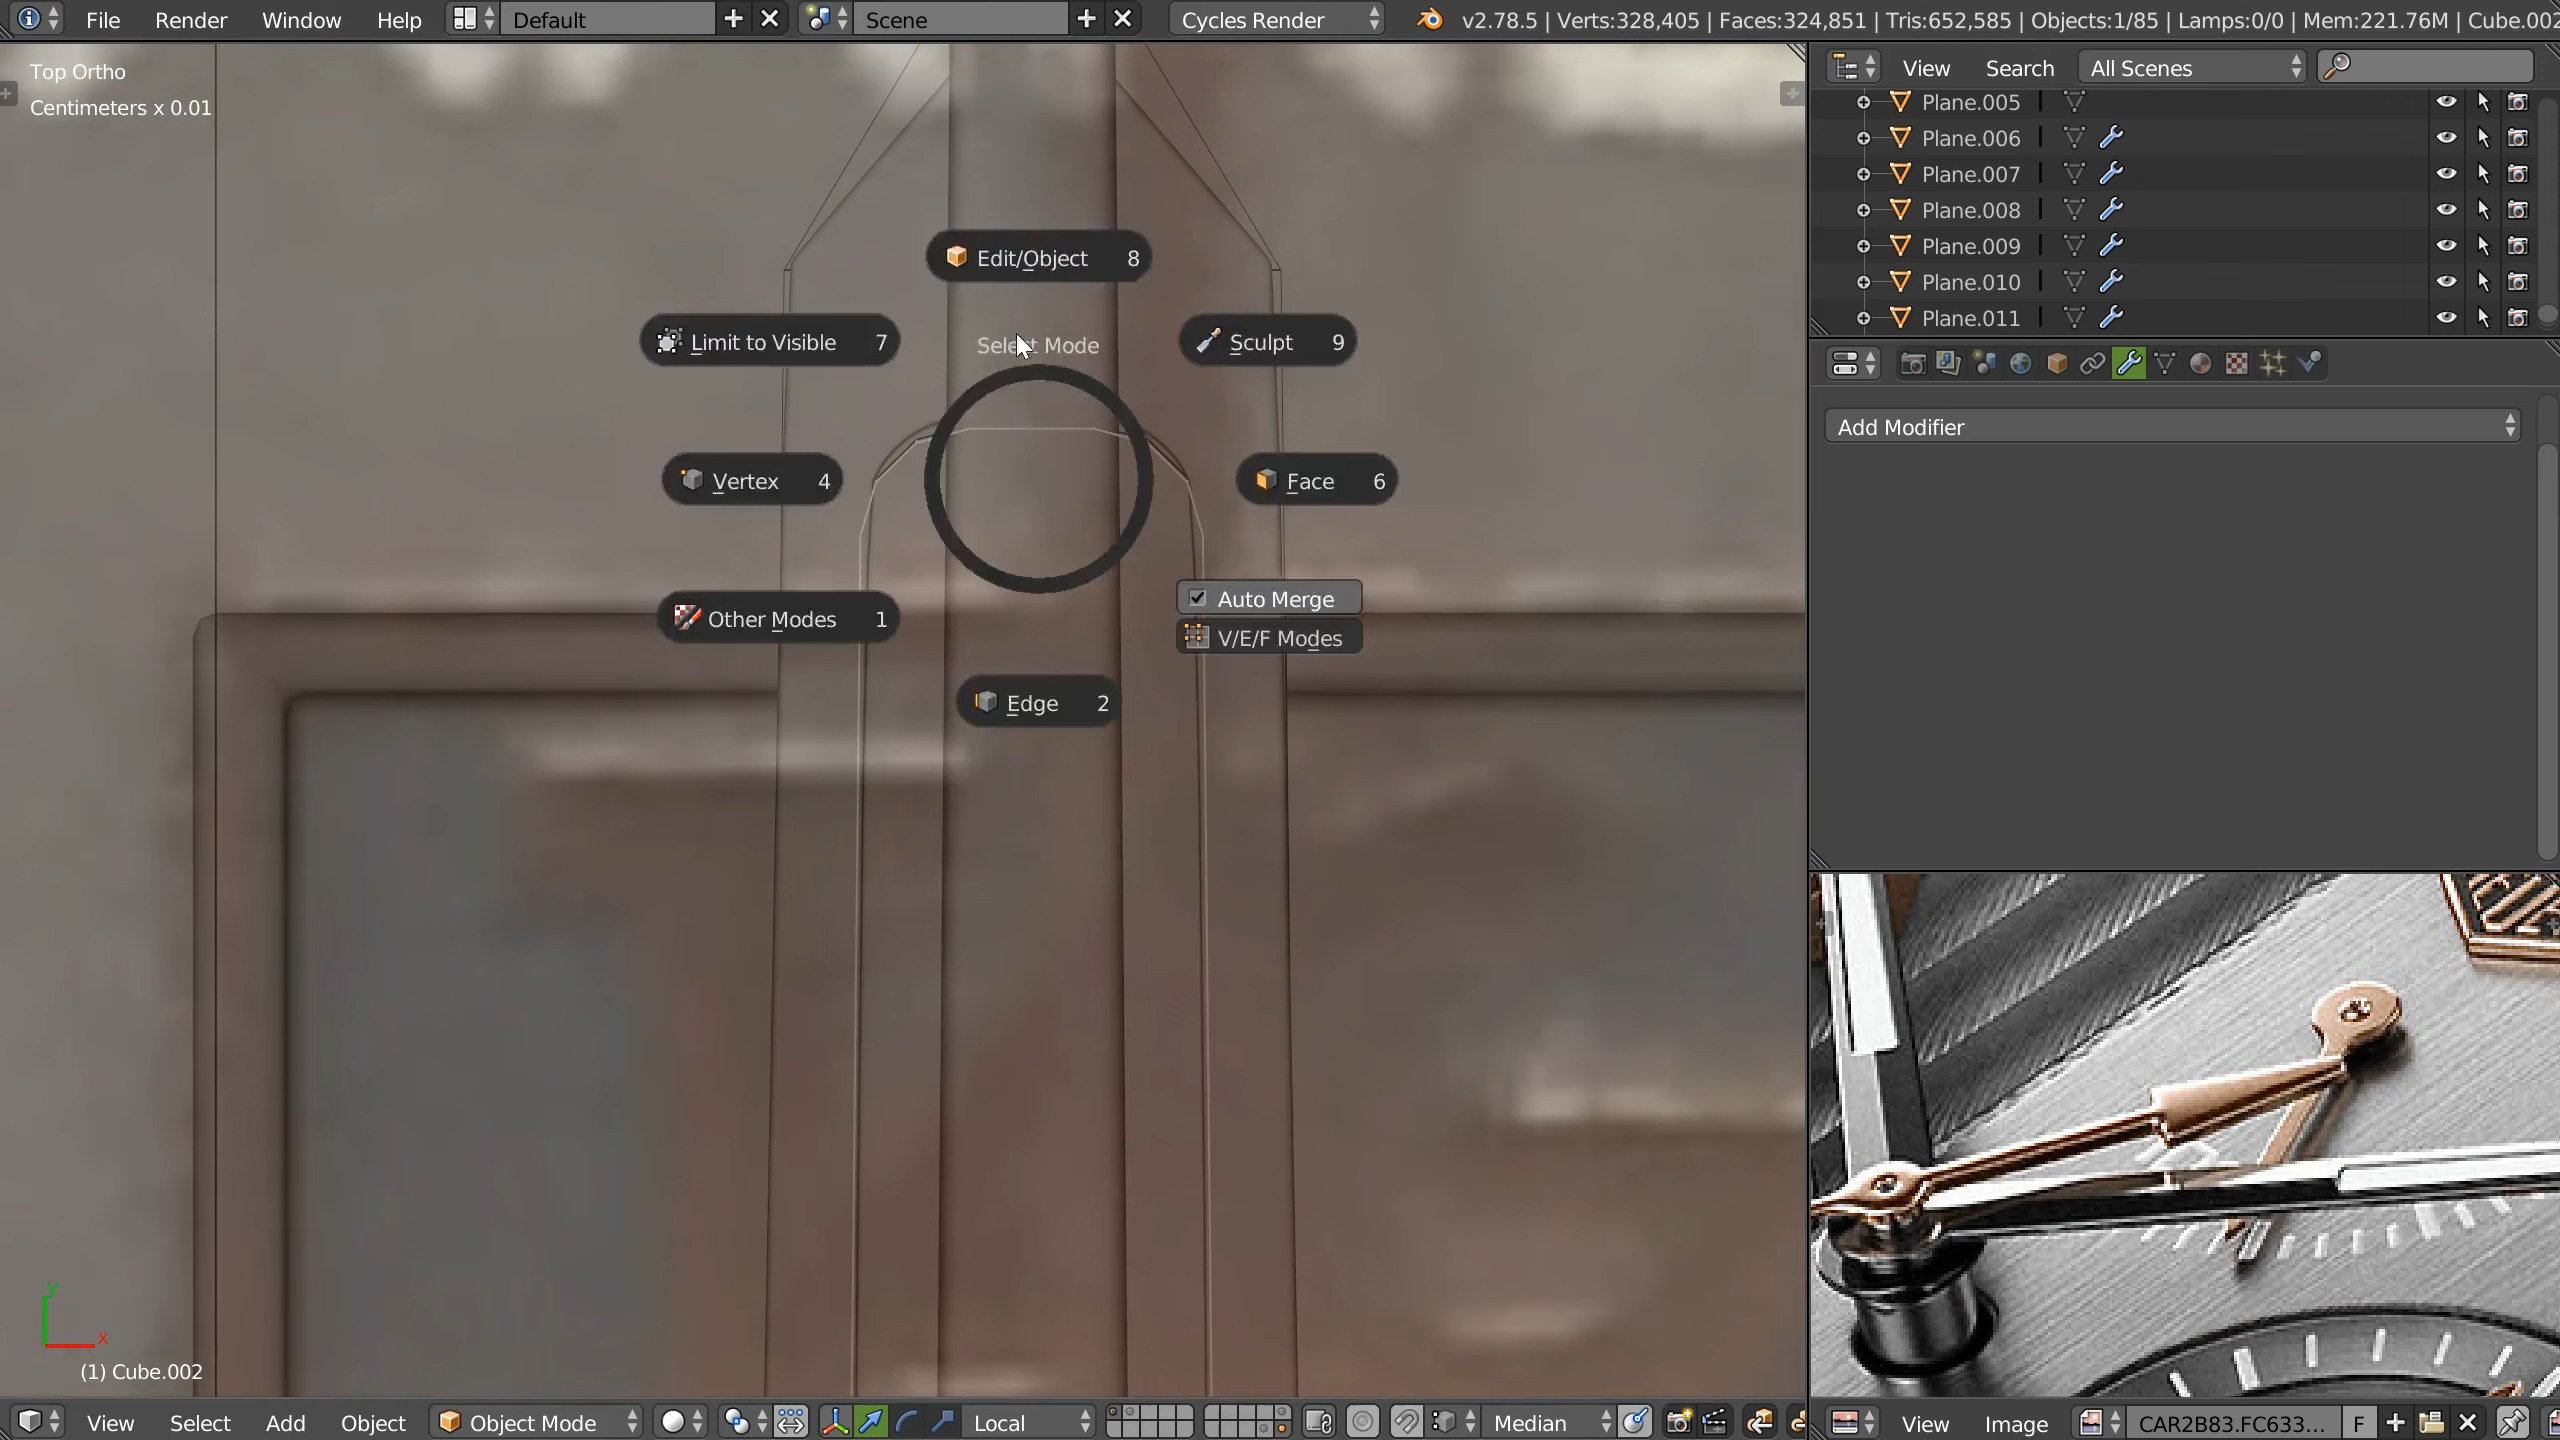 File Render Window Help Default Scene Cycles Render v2.78.5 | Verts:328,405 | Faces:324,851 | Tris:652,585 | Objects:1/85 | Lamps:0/0 | Mem:221.76M | Cube.002
Top Ortho
Centimeters x 0.01
View Search All Scenes
Plane.005
Plane.006
Plane.007
Plane.008
Plane.009
Plane.010
Plane.011
Add Modifier
Edit/Object 8
Limit to Visible 7
Select Mode
Sculpt 9
Vertex 4
Face 6
Other Modes 1
Auto Merge
V/E/F Modes
Edge 2
y
x
(1) Cube.002
View Select Add Object Object Mode Local Median
View Image CAR2B83.FC633... F